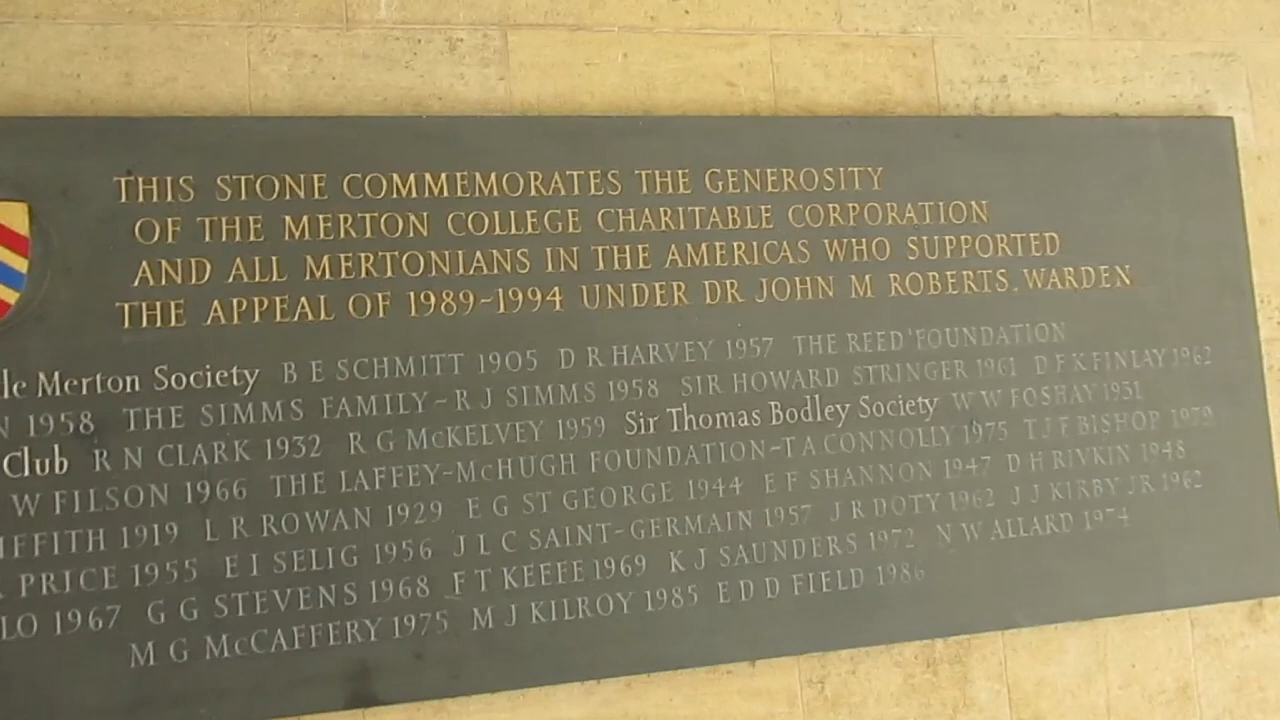 THIS STONE COMMEMORATES THE GENEROSITY
OF THE MERTON COLLEGE CHARITABLE CORPORATION
AND ALL MERTONIANS IN THE AMERICAS WHO SUPPORTED
THE APPEAL OF 1989-1994 UNDER DR JOHN M ROBERTS, WARDEN
Merton Society B E SCHMITT 1905 D R HARVEY 1957 THE REED FOUNDATION
1958 THE SIMMS FAMILY-R J SIMMS 1958 SIR HOWARD STRINGER 1961 D F K FINLAY 1962
Club R N CLARK 1932 R G McKELVEY 1959 Sir Thomas Bodley Society W W FOSHAY 1931
W FILSON 1966 THE LAFFEY-McHUGH FOUNDATION-T A CONNOLLY 1975 T J F BISHOP
1919 L R ROWAN 1929 E G ST GEORGE 1944 E F SHANNON 1947 D H RIVKIN 1948
PRICE 1955 E I SELIG 1956 J L C SAINT-GERMAIN 1957 J R DOTY 1962 J J KIRBY JR 1962
1967 G G STEVENS 1968 F T KEEFE 1969 K J SAUNDERS 1972 N W ALLARD 1974
M G McCAFFERY 1975 M J KILROY 1985 E D D FIELD 1986